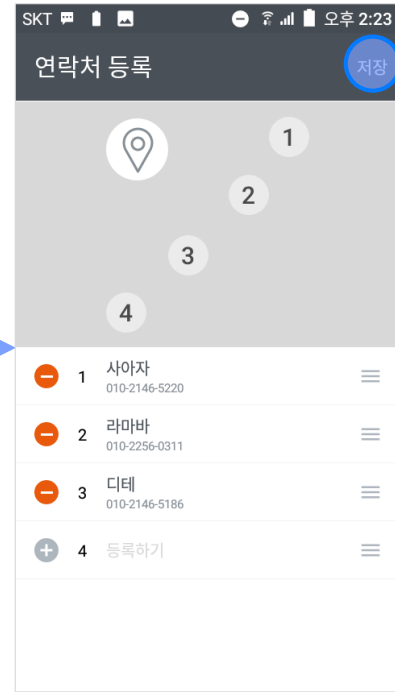 SKT 오후 2:23
연락처 등록 저장
1
2
3
4
1 사아자
010-2146-5220
2 라마바
010-2256-0311
3 디테
010-2146-5186
4 등록하기